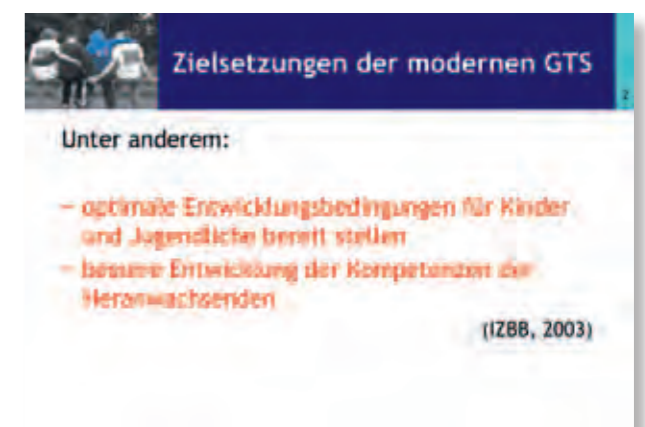 Zielsetzungen der modernen GTS
2
Unter anderem:
– optimale Entwicklungsbedingungen für Kinder
und Jugendliche bereit stellen
– bessere Entwicklung der Kompetenzen der
Heranwachsenden
(IZBB, 2003)